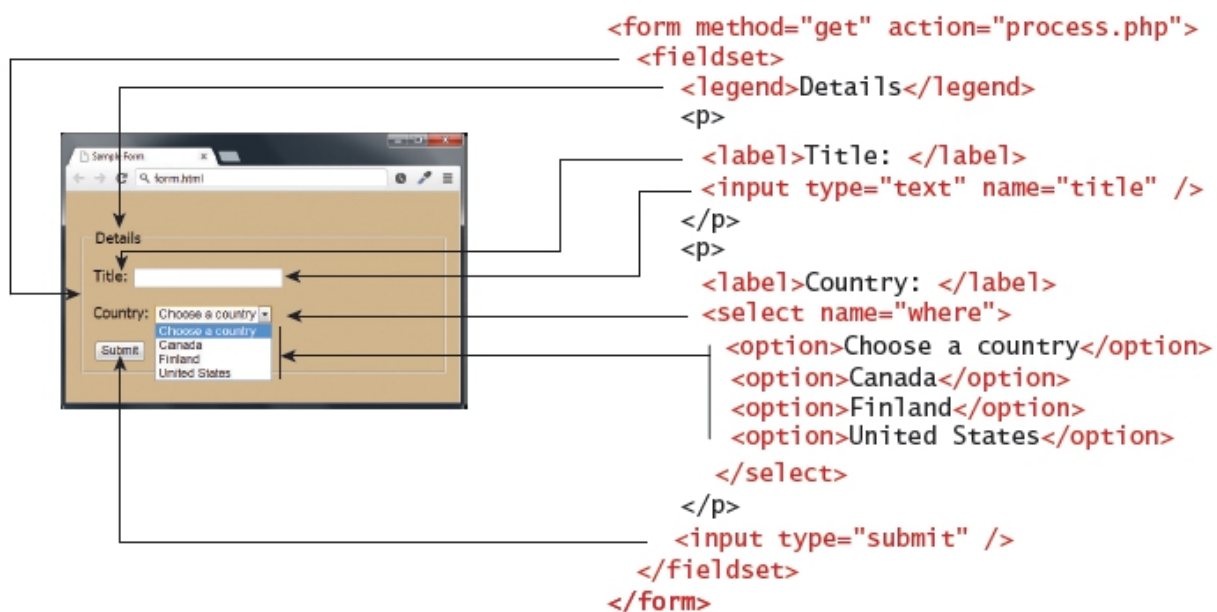 <form method="get" action="process.php">
<fieldset>
<legend>Details</legend>
<p>
<label>Title: </label>
<input type="text" name="title" />
</p>
<p>
<label>Country: </label>
<select name="where">
<option>Choose a country</option>
<option>Canada</option>
<option>Finland</option>
<option>United States</option>
</select>
</p>
<input type="submit" />
</fieldset>
</form>
Sample Form
form.html
Details
Title:
Country: Choose a country
Choose a country
Canada
Submit
Finland
United States